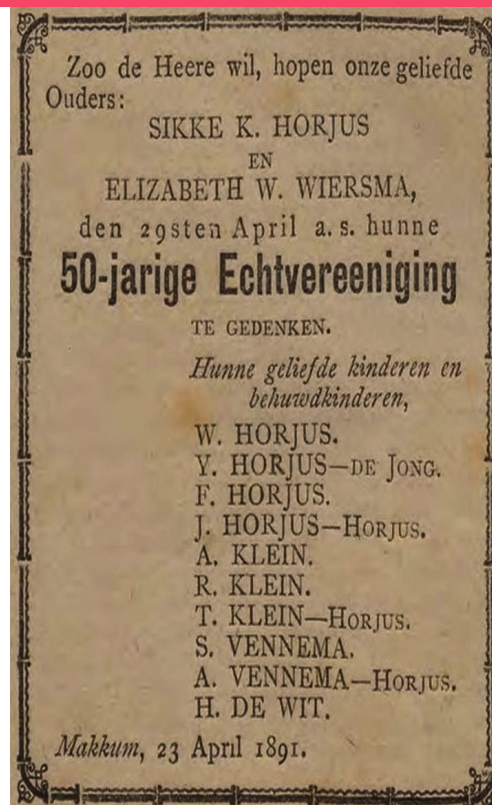 Zoo de Heere wil, hopen onze geliefde
Ouders:
SIKKE K. HORJUS
EN
ELIZABETH W. WIERSMA,
den 29sten April a. s. hunne
50-jarige Echtvereeniging
TE GEDENKEN.
Hunne geliefde kinderen en
behuwdkinderen,
W. HORJUS.
Y. HORJUS—DE JONG.
F. HORJUS.
J. HORJUS—HORJUS.
A. KLEIN.
R. KLEIN.
T. KLEIN—HORJUS.
S. VENNEMA.
A. VENNEMA—HORJUS.
H. DE WIT.
Makkum, 23 April 1891.